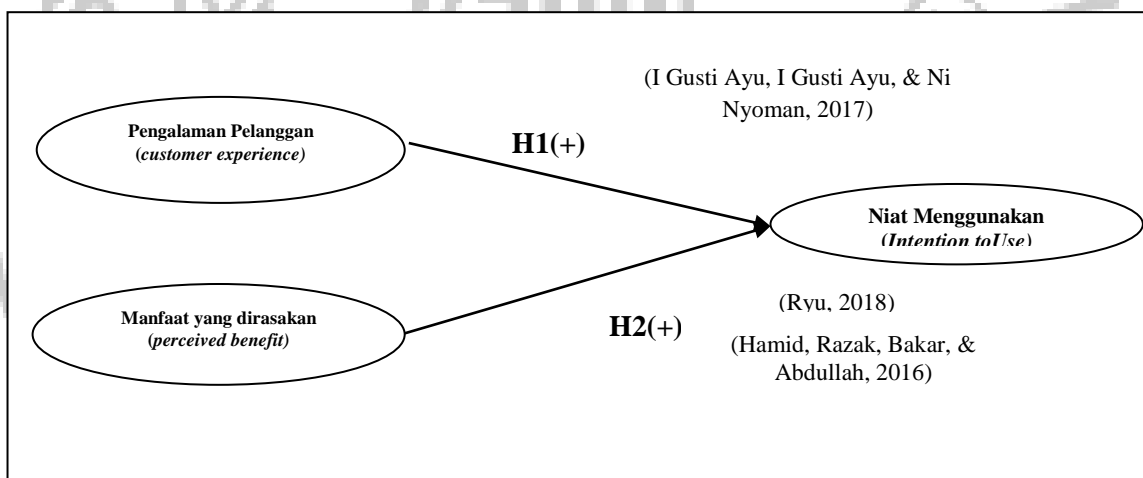 (I Gusti Ayu, I Gusti Ayu, & Ni
Nyoman, 2017)
Pengalaman Pelanggan
(customer experience)
H1(+)
Niat Menggunakan
(Intention toUse)
Manfaat yang dirasakan
(perceived benefit)
H2(+)
(Ryu, 2018)
(Hamid, Razak, Bakar, &
Abdullah, 2016)